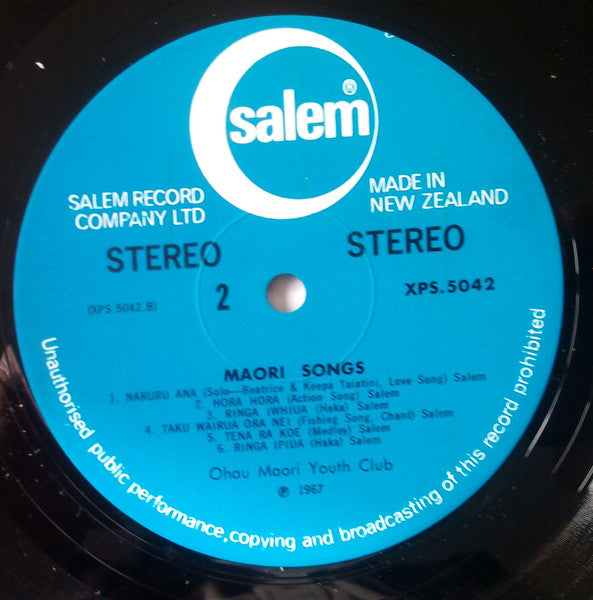 salem®
SALEM RECORD
COMPANY LTD
MADE IN
NEW ZEALAND
STEREO
STEREO
(XPS.5042.B)
2
XPS.5042
MAORI SONGS
1. NARURU ANA (Solo—Beatrice & Keepa Taiatini, Love Song) Salem
2. HORA HORA (Action Song) Salem
3. RINGA IWHIUA (Haka) Salem
4. TAKU WAIRUA ORA NEI (Fishing Song, Chant) Salem
5. TENA RA KOE (Medley) Salem
6. RINGA IPIUA (Haka) Salem
Ohau Maori Youth Club
℗ 1967
Unauthorised public performance,copying and broadcasting of this record prohibited